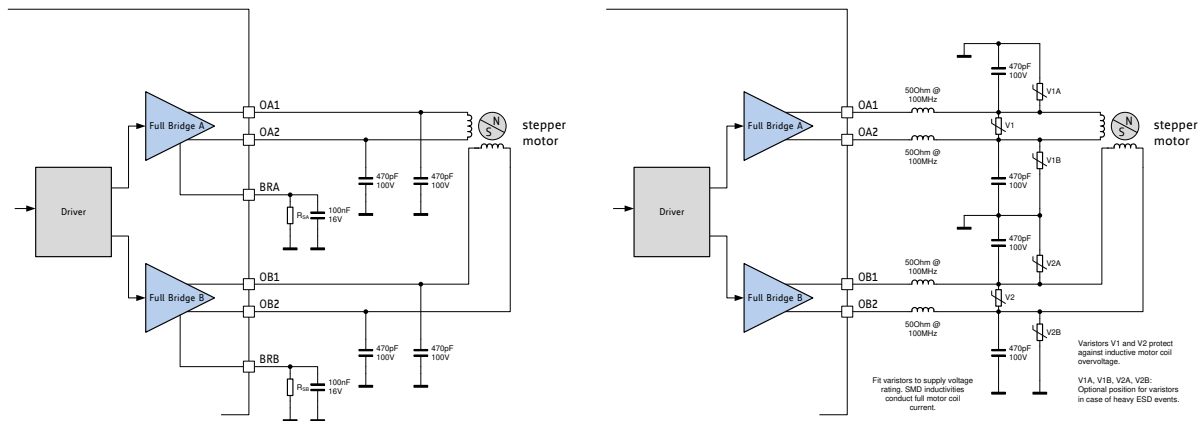 OA1
Full Bridge A
OA2
N
S
stepper
motor
470pF
100V
470pF
100V
BRA
Driver
RSA
100nF
16V
OB1
Full Bridge B
OB2
470pF
100V
470pF
100V
BRB
RSB
100nF
16V
470pF
100V
V1A
50Ohm @
100MHz
OA1
Full Bridge A
V1
N
S
stepper
motor
OA2
50Ohm @
100MHz
V1B
470pF
100V
Driver
470pF
100V
V2A
50Ohm @
100MHz
OB1
Full Bridge B
V2
OB2
50Ohm @
100MHz
V2B
470pF
100V
Varistors V1 and V2 protect
against inductive motor coil
overvoltage.
V1A, V1B, V2A, V2B:
Optional position for varistors
in case of heavy ESD events.
Fit varistors to supply voltage
rating. SMD inductivities
conduct full motor coil
current.